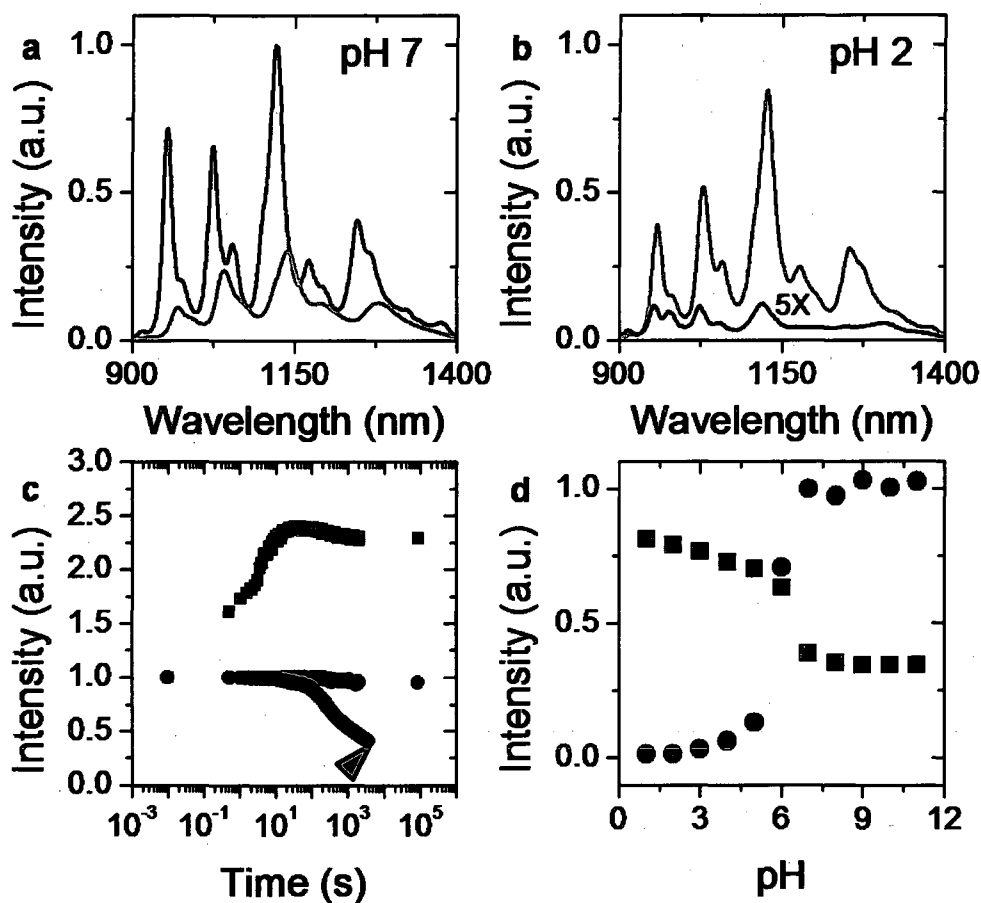 a
pH 7
1.0
0.5
0.0
Intensity (a.u.)
900
1150
1400
Wavelength (nm)
b
pH 2
5X
1.0
0.5
0.0
Intensity (a.u.)
900
1150
1400
Wavelength (nm)
c
3.0
2.5
2.0
1.5
1.0
0.5
0.0
Intensity (a.u.)
10-3
10-1
101
103
105
Time (s)
d
1.0
0.5
0.0
Intensity (a.u.)
0
3
6
9
12
pH